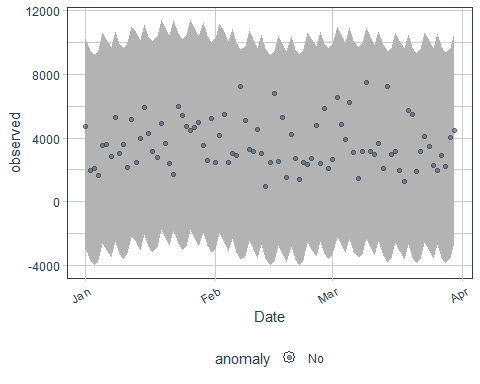 12000
8000
4000
0
-4000
observed
Jan
Feb
Mar
Apr
Date
anomaly No